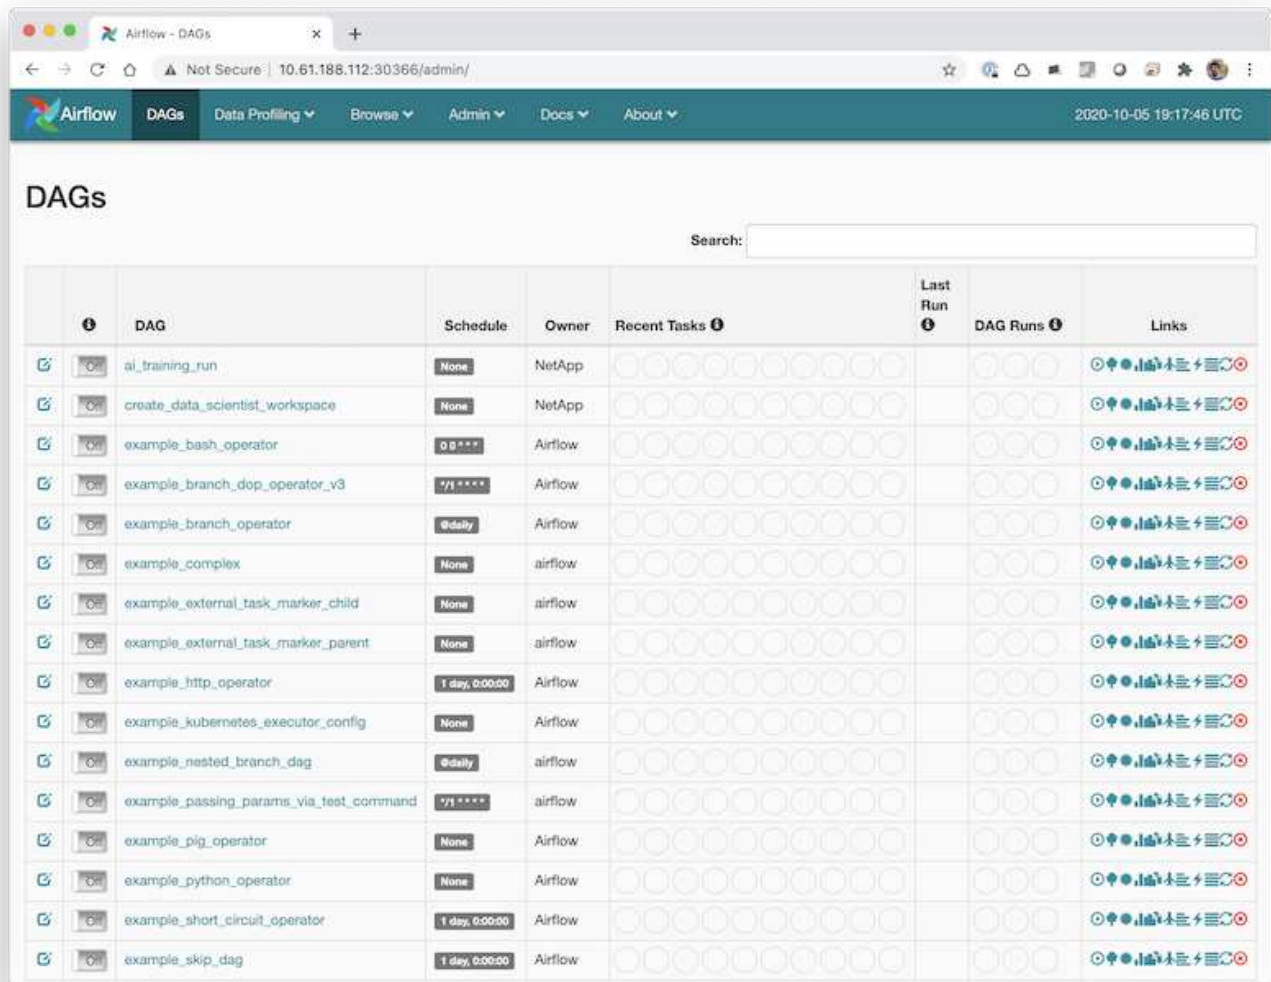 Airflow - DAGs
Not Secure | 10.61.188.112:30366/admin/
Airflow DAGs Data Profiling Browse Admin Docs About 2020-10-05 19:17:46 UTC
DAGs
Search:
DAG Schedule Owner Recent Tasks Last Run DAG Runs Links
Off ai_training_run None NetApp
Off create_data_scientist_workspace None NetApp
Off example_bash_operator 0 0 * * * Airflow
Off example_branch_dop_operator_v3 */1 * * * * Airflow
Off example_branch_operator @daily Airflow
Off example_complex None airflow
Off example_external_task_marker_child None airflow
Off example_external_task_marker_parent None airflow
Off example_http_operator 1 day, 0:00:00 Airflow
Off example_kubernetes_executor_config None Airflow
Off example_nested_branch_dag @daily airflow
Off example_passing_params_via_test_command */1 * * * * airflow
Off example_pig_operator None Airflow
Off example_python_operator None Airflow
Off example_short_circuit_operator 1 day, 0:00:00 Airflow
Off example_skip_dag 1 day, 0:00:00 Airflow